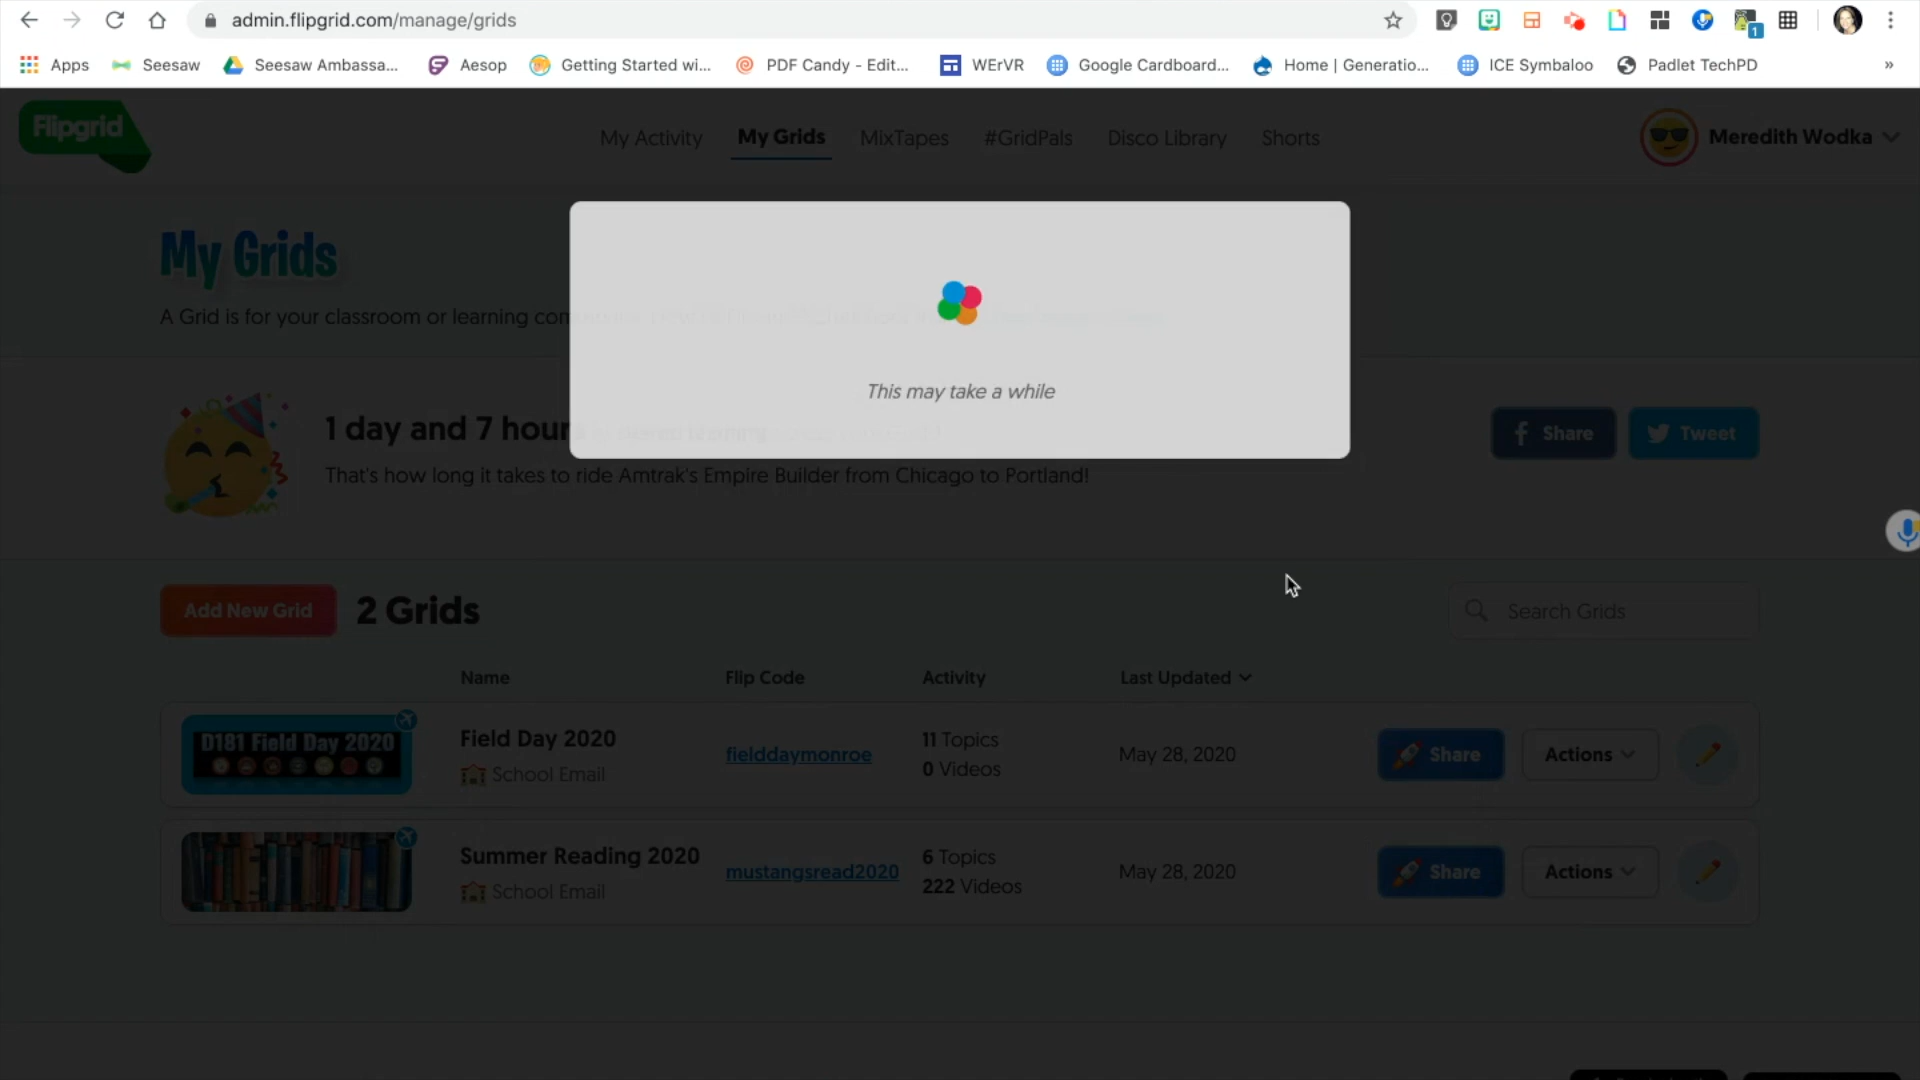 admin.flipgrid.com/manage/grids
Apps Seesaw Seesaw Ambassa... Aesop Getting Started wi... PDF Candy - Edit... WErVR Google Cardboard... Home | Generatio... ICE Symbaloo Padlet TechPD »
1
Flipgrid
My Activity My Grids MixTapes #GridPals Disco Library Shorts
Meredith Wodka
My Grids
A Grid is for your classroom or learning
This may take a while
1 day and 7 hours
That's how long it takes to ride Amtrak's Empire Builder from Chicago to Portland!
Share Tweet
Add New Grid 2 Grids Search Grids
Name Flip Code Activity Last Updated
D181 Field Day 2020
Field Day 2020
School Email
fielddaymonroe
11 Topics
0 Videos
May 28, 2020
Share Actions
Summer Reading 2020
School Email
mustangsread2020
6 Topics
222 Videos
May 28, 2020
Share Actions